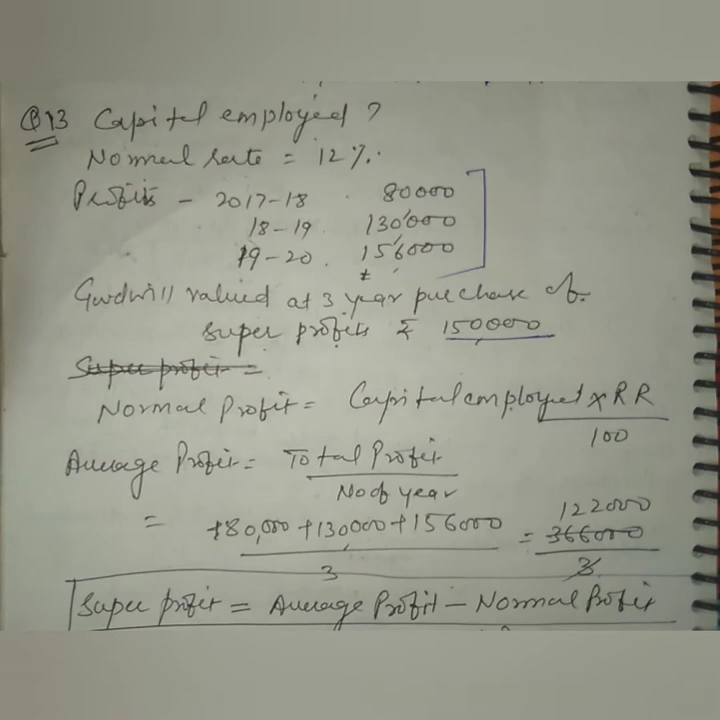 Q13 Capital employed ?
Normal rate = 12%.
Profits - 2017-18 80000
18-19. 130000
19-20. 156000
Goodwill valued at 3 year purchase of
super profits ₹ 150,000
Super profit =
Normal Profit = Capital employed x RR
100
Average Profit = Total Profit
No of year
= 80,000 + 130000 + 156000 = 366000 122000
3 3
Super profit = Average Profit - Normal Profit